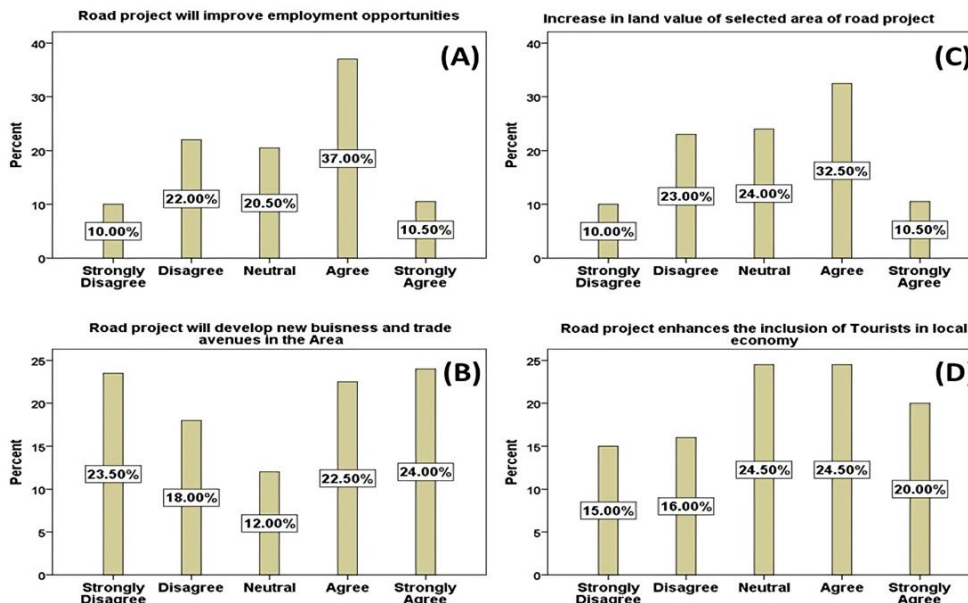 Road project will improve employment opportunities
(A)
Percent
40
30
20
10
0
10.00%
22.00%
20.50%
37.00%
10.50%
Strongly
Disagree
Disagree
Neutral
Agree
Strongly
Agree
Increase in land value of selected area of road project
(C)
Percent
40
30
20
10
0
10.00%
23.00%
24.00%
32.50%
10.50%
Strongly
Disagree
Disagree
Neutral
Agree
Strongly
Agree
Road project will develop new buisness and trade
avenues in the Area
(B)
Percent
25
20
15
10
5
0
23.50%
18.00%
12.00%
22.50%
24.00%
Strongly
Disagree
Disagree
Neutral
Agree
Strongly
Agree
Road project enhances the inclusion of Tourists in local
economy
(D)
Percent
25
20
15
10
5
0
15.00%
16.00%
24.50%
24.50%
20.00%
Strongly
Disagree
Disagree
Neutral
Agree
Strongly
Agree